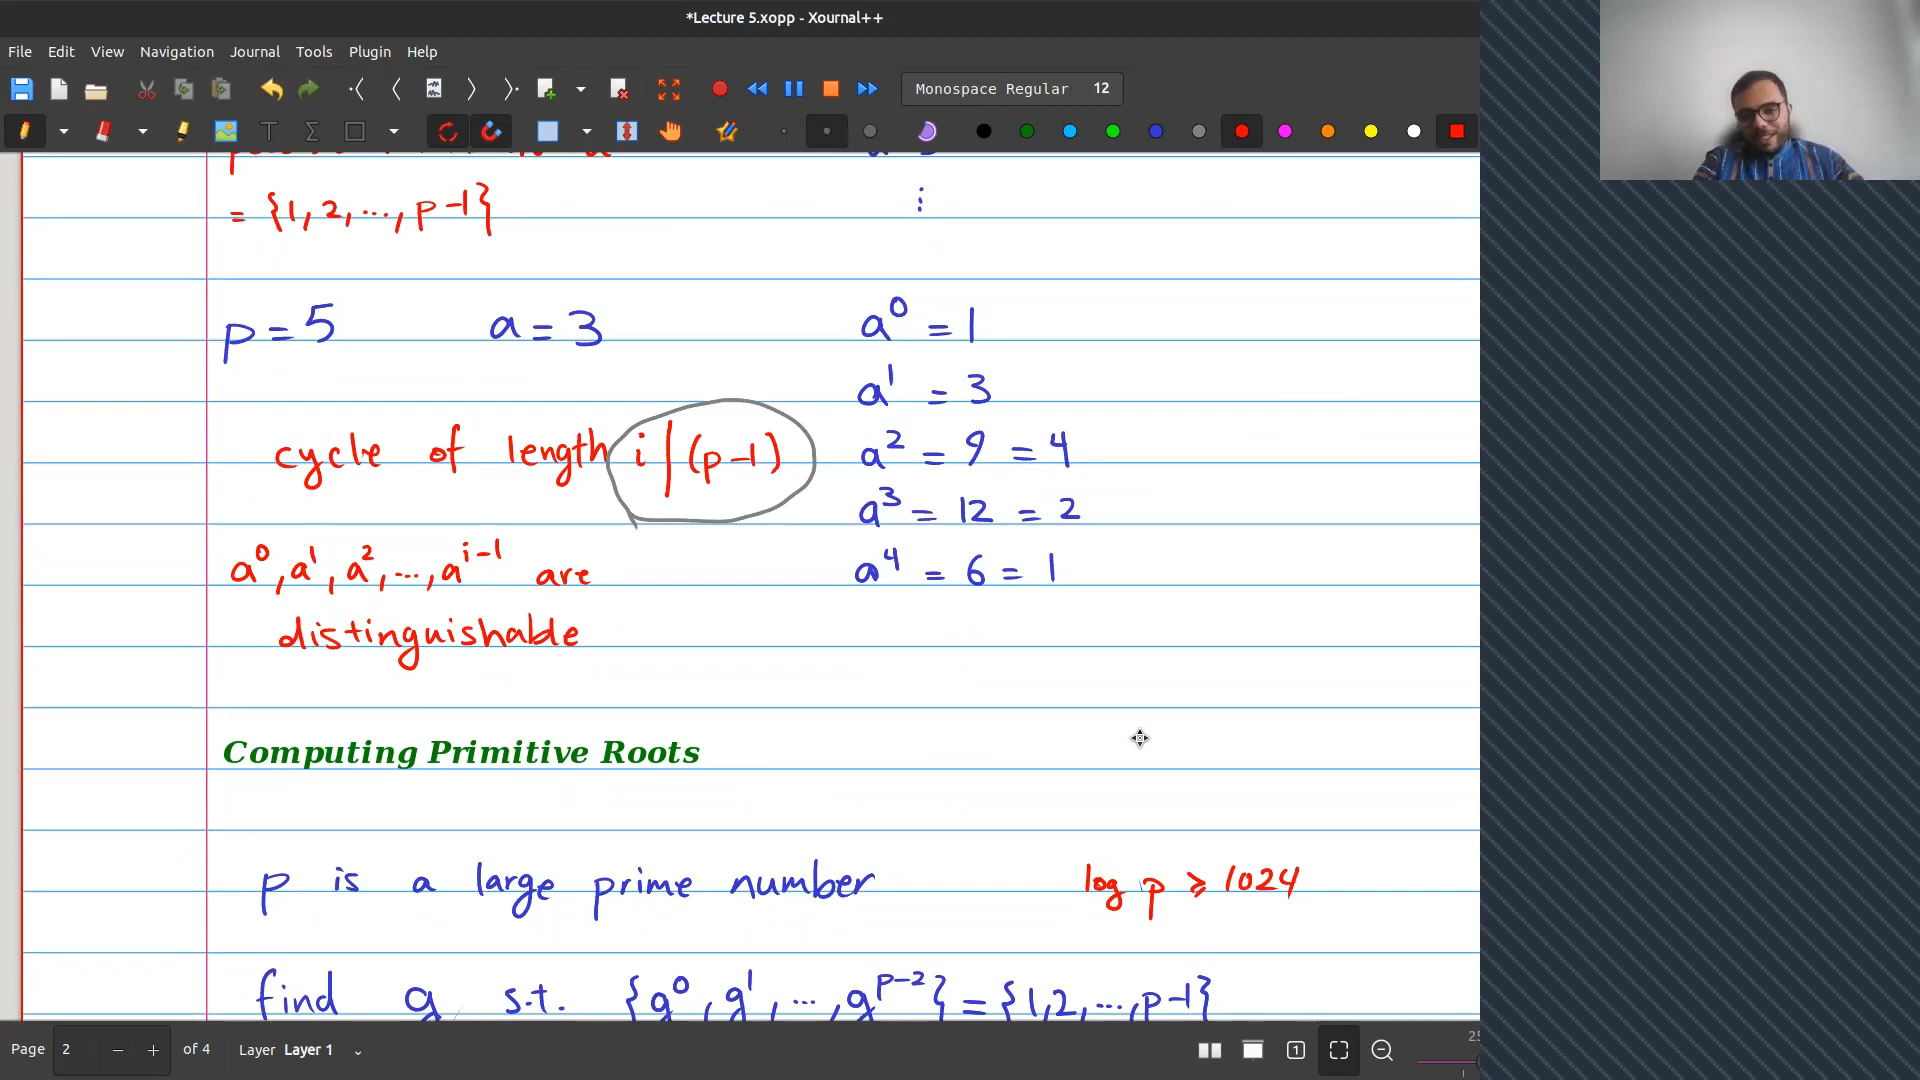 *Lecture 5.xopp - Xournal++
File Edit View Navigation Journal Tools Plugin Help
Monospace Regular 12
= {1, 2, ..., p-1}
⋮
p = 5 a = 3 a⁰ = 1
a¹ = 3
cycle of length i | (p-1) a² = 9 = 4
a³ = 12 = 2
a⁰, a¹, a², ..., aⁱ⁻¹ are a⁴ = 6 = 1
distinguishable
Computing Primitive Roots
p is a large prime number log p ≥ 1024
find g s.t. {g⁰, g¹, ..., gᵖ⁻²} = {1, 2, ..., p-1}
Page 2 − + of 4 Layer Layer 1 1 25